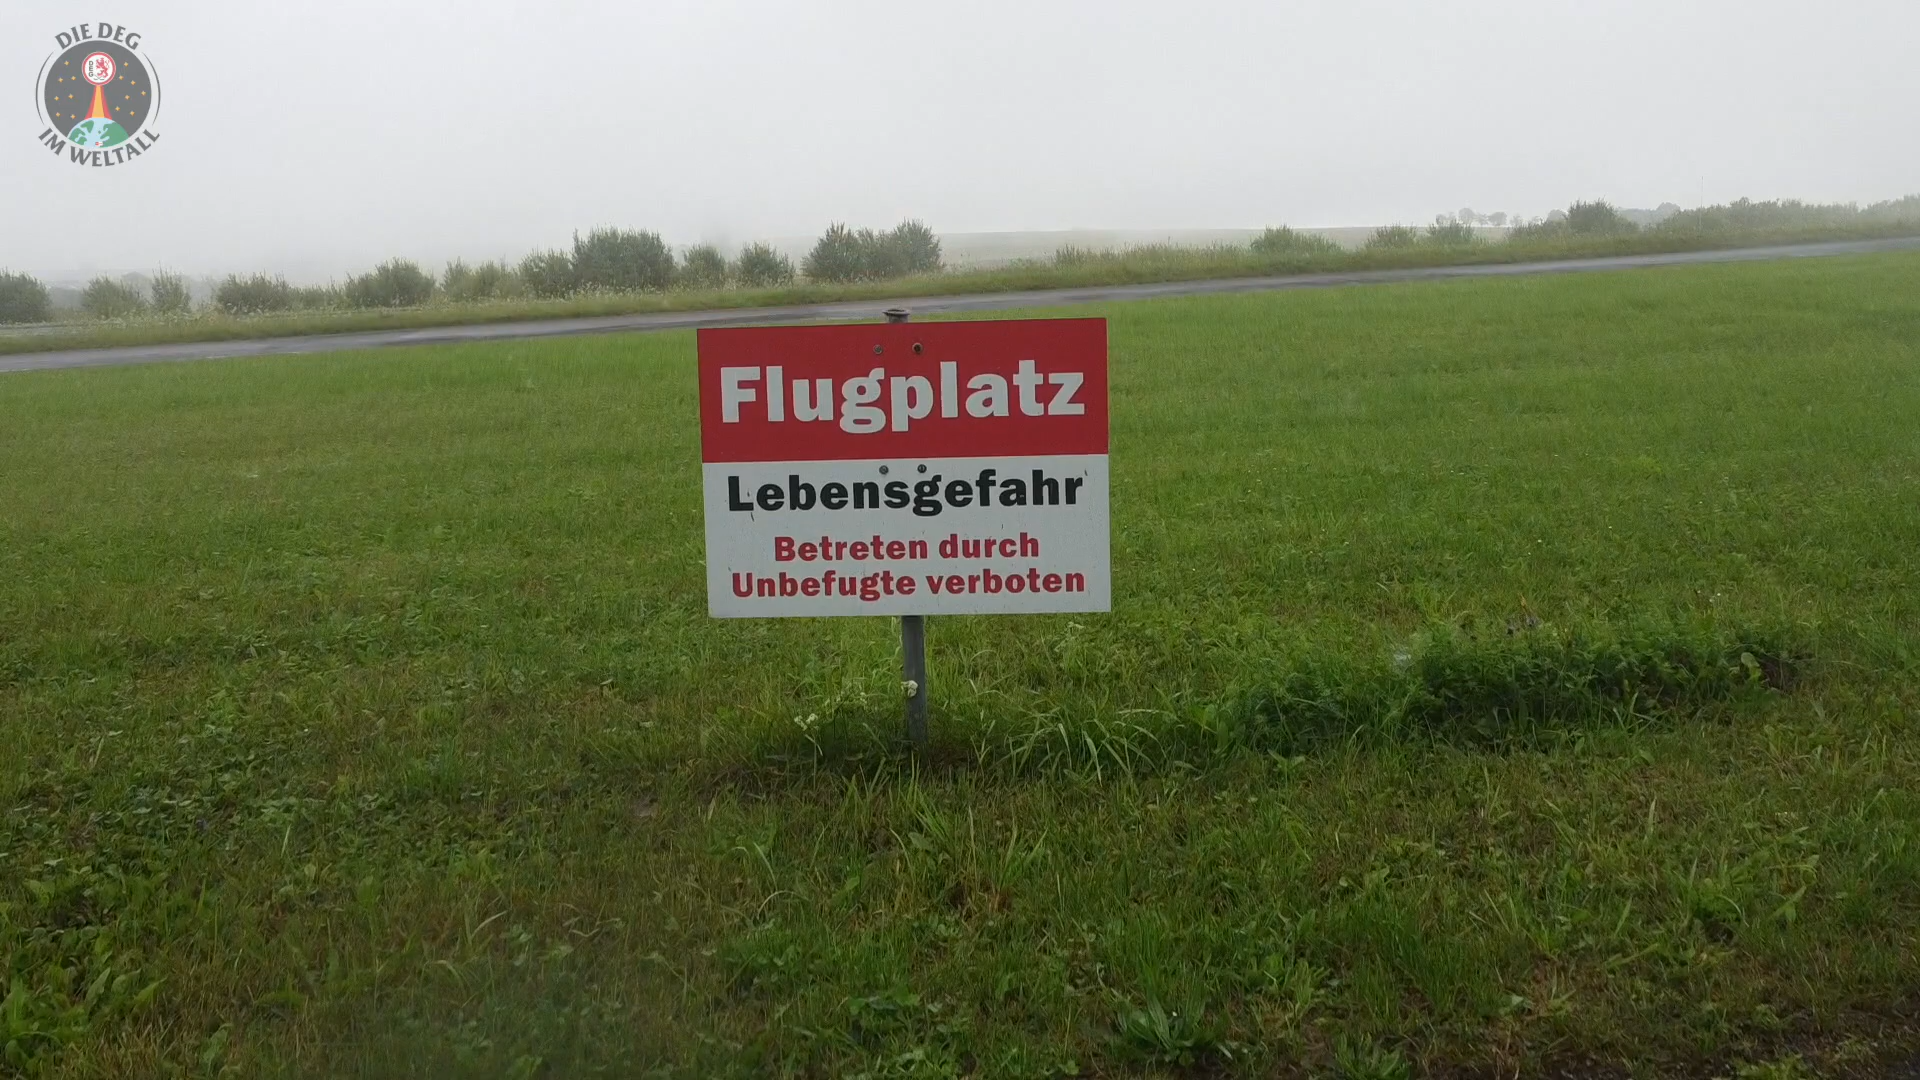 DIE DEG
IM WELTALL
Flugplatz
Lebensgefahr
Betreten durch
Unbefugte verboten